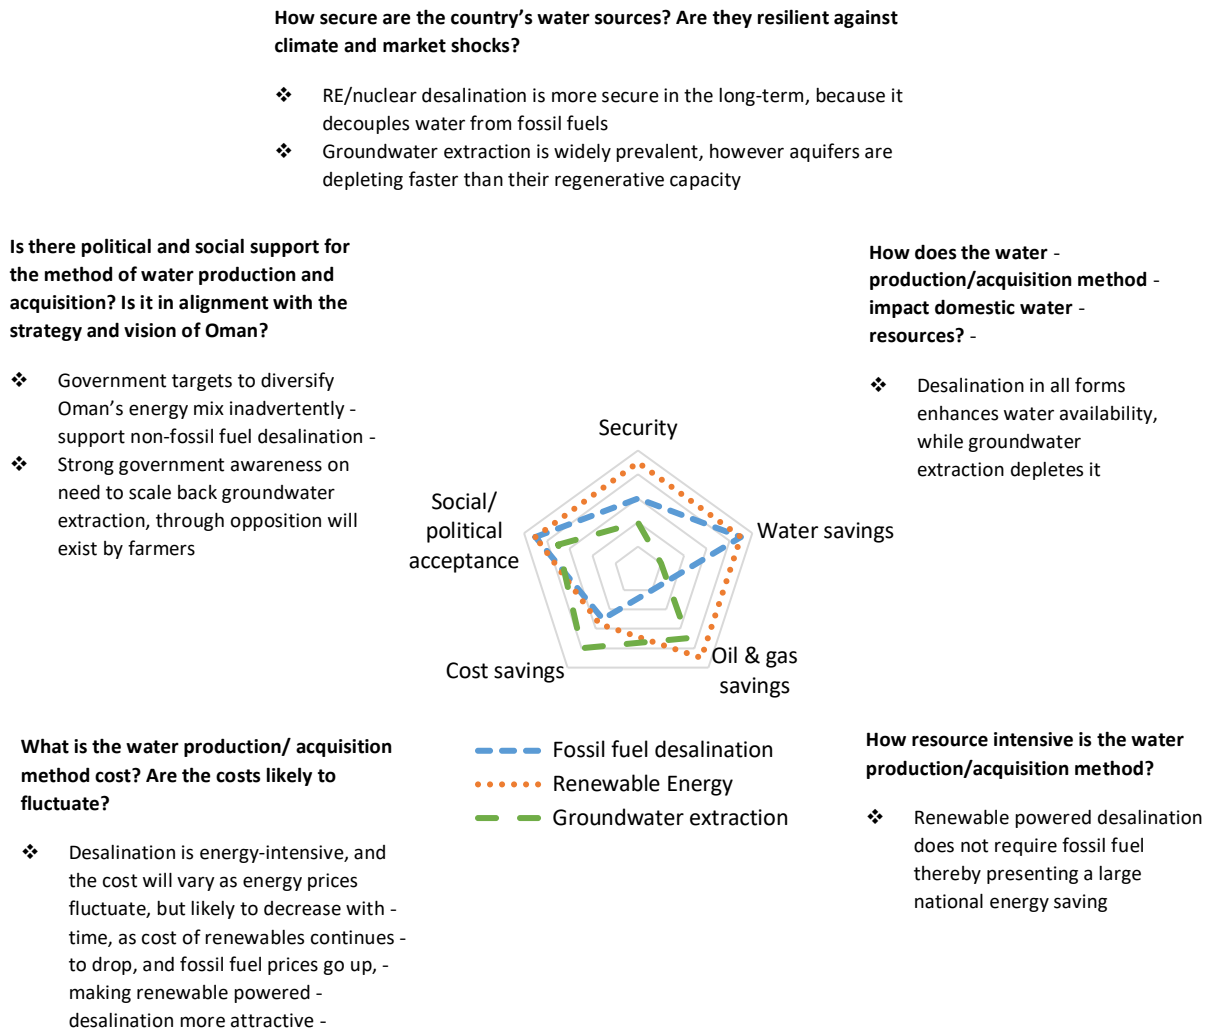 How secure are the country’s water sources? Are they resilient against
climate and market shocks?
❖ RE/nuclear desalination is more secure in the long-term, because it
decouples water from fossil fuels
❖ Groundwater extraction is widely prevalent, however aquifers are
depleting faster than their regenerative capacity
Is there political and social support for
the method of water production and
acquisition? Is it in alignment with the
strategy and vision of Oman?
❖ Government targets to diversify
Oman’s energy mix inadvertently -
support non-fossil fuel desalination -
❖ Strong government awareness on
need to scale back groundwater
extraction, through opposition will
exist by farmers
How does the water -
production/acquisition method -
impact domestic water -
resources? -
❖ Desalination in all forms
enhances water availability,
while groundwater
extraction depletes it
Security
Social/
political
acceptance
Water savings
Cost savings
Oil & gas
savings
Fossil fuel desalination
Renewable Energy
Groundwater extraction
What is the water production/ acquisition
method cost? Are the costs likely to
fluctuate?
❖ Desalination is energy-intensive, and
the cost will vary as energy prices
fluctuate, but likely to decrease with -
time, as cost of renewables continues -
to drop, and fossil fuel prices go up, -
making renewable powered -
desalination more attractive -
How resource intensive is the water
production/acquisition method?
❖ Renewable powered desalination
does not require fossil fuel
thereby presenting a large
national energy saving